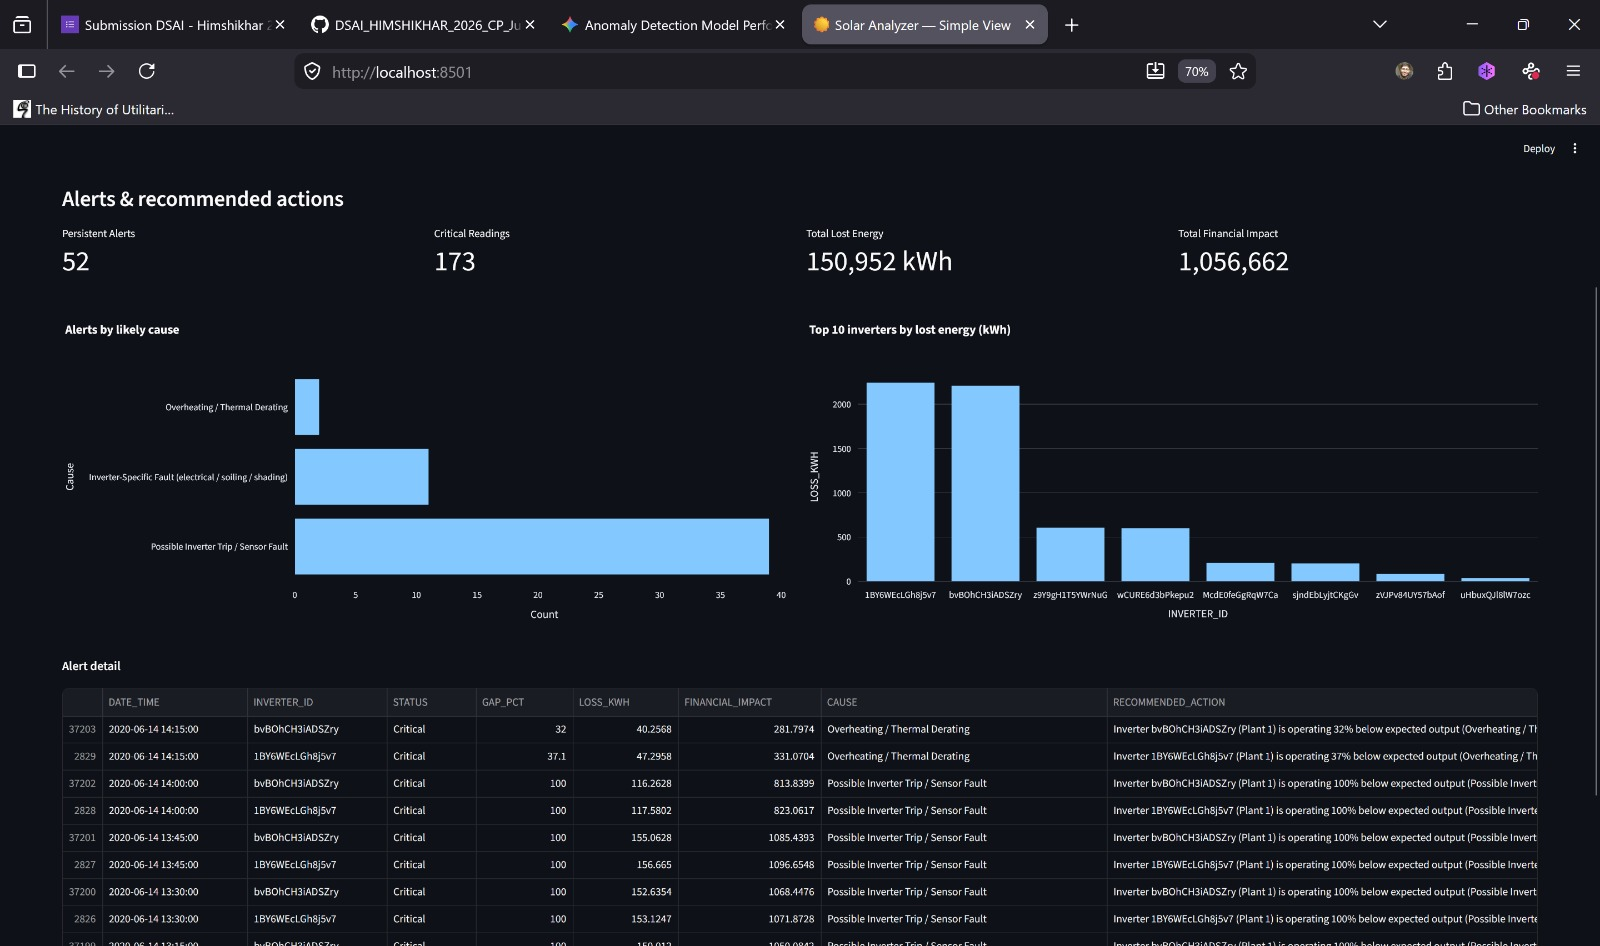 Submission DSAI - Himshikhar 2
DSAI_HIMSHIKHAR_2026_CP_Ju
Anomaly Detection Model Perfo
Solar Analyzer — Simple View
http://localhost:8501
70%
The History of Utilitari...
Other Bookmarks
Deploy
Alerts & recommended actions
Persistent Alerts
52
Critical Readings
173
Total Lost Energy
150,952 kWh
Total Financial Impact
1,056,662
Alerts by likely cause
Overheating / Thermal Derating
Inverter-Specific Fault (electrical / soiling / shading)
Possible Inverter Trip / Sensor Fault
Cause
0 5 10 15 20 25 30 35 40
Count
Top 10 inverters by lost energy (kWh)
2000
1500
1000
500
0
LOSS_KWH
1BY6WEcLGh8j5v7 bvBOhCH3iADSZry z9Y9gH1T5YWrNuG wCURE6d3bPkepu2 McdE0feGgRqW7Ca sjndEbLyjtCKgGv zVJPv84UY57bAof uHbuxQJl8lW7ozc
INVERTER_ID
Alert detail
DATE_TIME INVERTER_ID STATUS GAP_PCT LOSS_KWH FINANCIAL_IMPACT CAUSE RECOMMENDED_ACTION
37203 2020-06-14 14:15:00 bvBOhCH3iADSZry Critical 32 40.2568 281.7974 Overheating / Thermal Derating Inverter bvBOhCH3iADSZry (Plant 1) is operating 32% below expected output (Overheating / Th
2829 2020-06-14 14:15:00 1BY6WEcLGh8j5v7 Critical 37.1 47.2958 331.0704 Overheating / Thermal Derating Inverter 1BY6WEcLGh8j5v7 (Plant 1) is operating 37% below expected output (Overheating / Th
37202 2020-06-14 14:00:00 bvBOhCH3iADSZry Critical 100 116.2628 813.8399 Possible Inverter Trip / Sensor Fault Inverter bvBOhCH3iADSZry (Plant 1) is operating 100% below expected output (Possible Invert
2828 2020-06-14 14:00:00 1BY6WEcLGh8j5v7 Critical 100 117.5802 823.0617 Possible Inverter Trip / Sensor Fault Inverter 1BY6WEcLGh8j5v7 (Plant 1) is operating 100% below expected output (Possible Inverte
37201 2020-06-14 13:45:00 bvBOhCH3iADSZry Critical 100 155.0628 1085.4393 Possible Inverter Trip / Sensor Fault Inverter bvBOhCH3iADSZry (Plant 1) is operating 100% below expected output (Possible Invert
2827 2020-06-14 13:45:00 1BY6WEcLGh8j5v7 Critical 100 156.665 1096.6548 Possible Inverter Trip / Sensor Fault Inverter 1BY6WEcLGh8j5v7 (Plant 1) is operating 100% below expected output (Possible Inverte
37200 2020-06-14 13:30:00 bvBOhCH3iADSZry Critical 100 152.6354 1068.4476 Possible Inverter Trip / Sensor Fault Inverter bvBOhCH3iADSZry (Plant 1) is operating 100% below expected output (Possible Invert
2826 2020-06-14 13:30:00 1BY6WEcLGh8j5v7 Critical 100 153.1247 1071.8728 Possible Inverter Trip / Sensor Fault Inverter 1BY6WEcLGh8j5v7 (Plant 1) is operating 100% below expected output (Possible Inverte